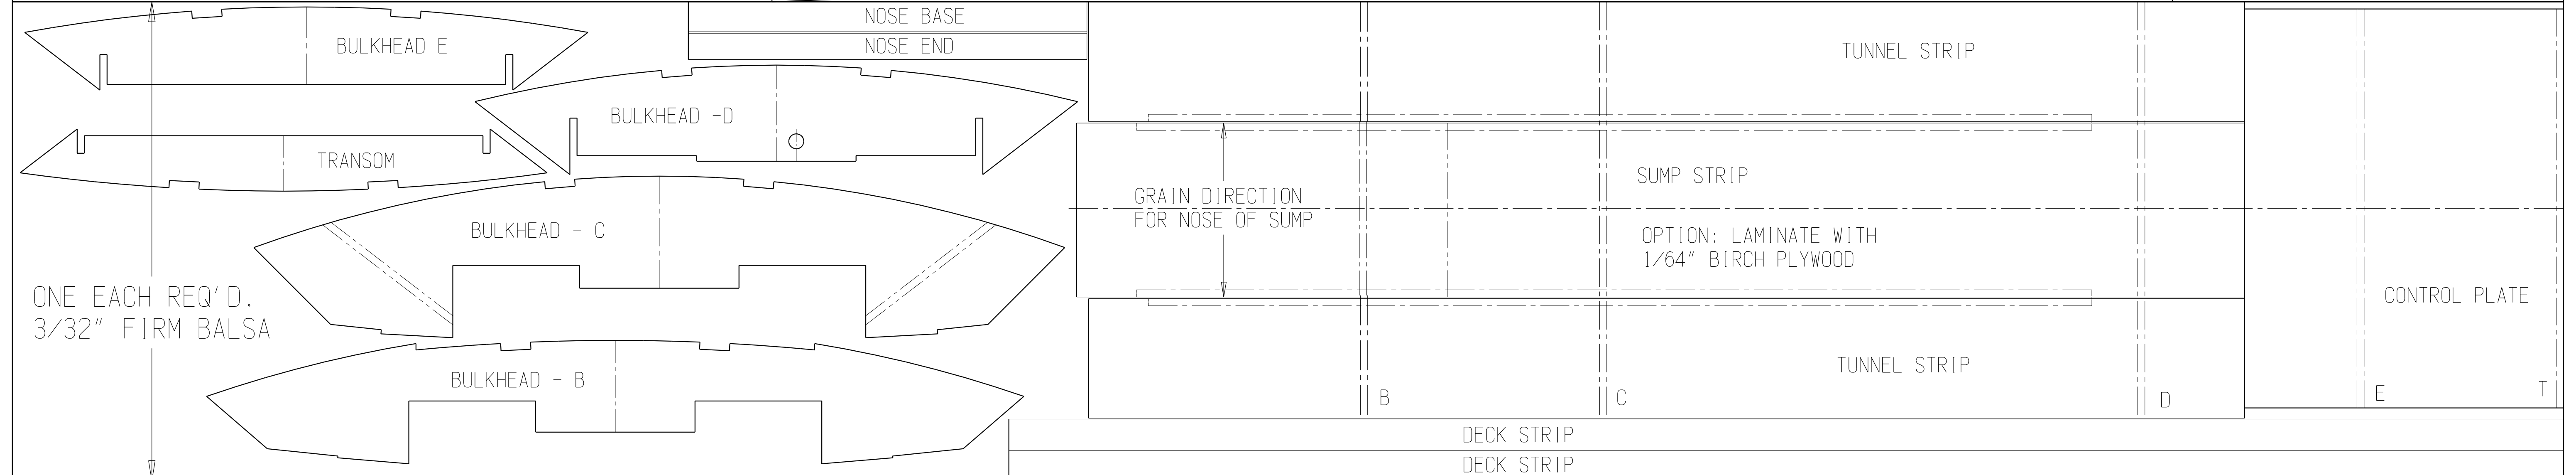 NOSE BASE
NOSE END
BULKHEAD E
TUNNEL STRIP
BULKHEAD -D
TRANSOM
SUMP STRIP
GRAIN DIRECTION
FOR NOSE OF SUMP
BULKHEAD - C
OPTION: LAMINATE WITH
1/64" BIRCH PLYWOOD
ONE EACH REQ'D.
3/32" FIRM BALSA
CONTROL PLATE
TUNNEL STRIP
BULKHEAD - B
B
C
D
E
T
DECK STRIP
DECK STRIP